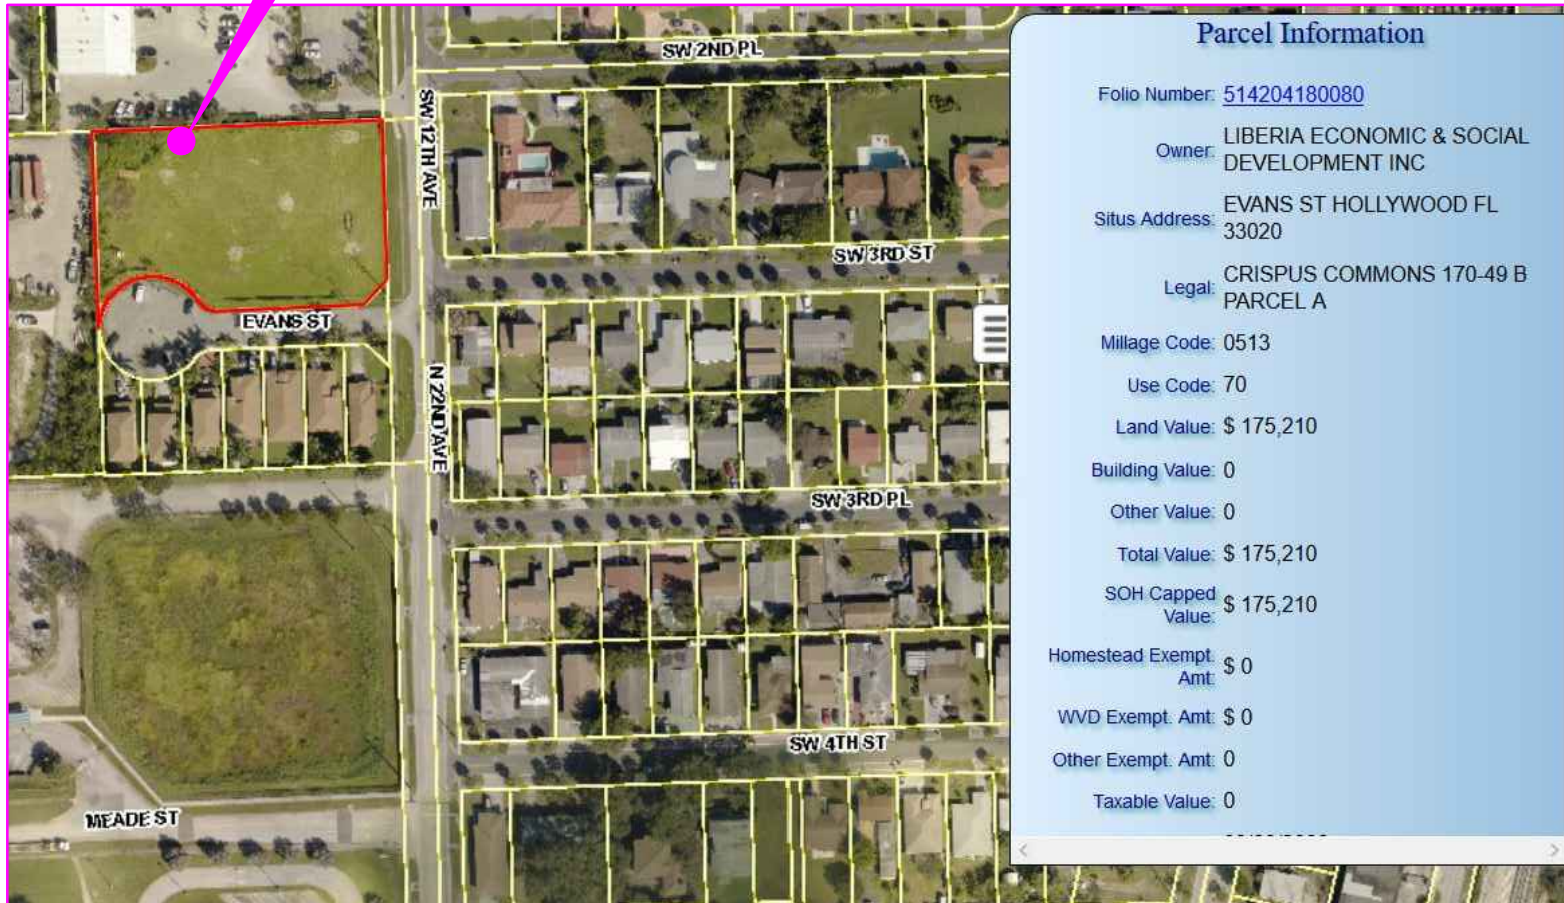 SW 2ND PL
SW 12TH AVE
SW 3RD ST
EVANS ST
N 22ND AVE
SW 3RD PL
SW 4TH ST
MEADE ST
Parcel Information
Folio Number: 514204180080
Owner: LIBERIA ECONOMIC & SOCIAL
DEVELOPMENT INC
Situs Address: EVANS ST HOLLYWOOD FL
33020
Legal: CRISPUS COMMONS 170-49 B
PARCEL A
Millage Code: 0513
Use Code: 70
Land Value: $ 175,210
Building Value: 0
Other Value: 0
Total Value: $ 175,210
SOH Capped
Value: $ 175,210
Homestead Exempt.
Amt: $ 0
WVD Exempt. Amt: $ 0
Other Exempt. Amt: 0
Taxable Value: 0